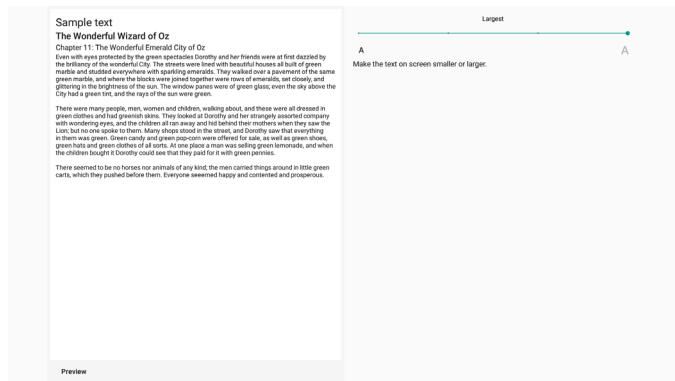 Sample text
The Wonderful Wizard of Oz
Chapter 11: The Wonderful Emerald City of Oz
Even with eyes protected by the green spectacles Dorothy and her friends were at first dazzled by
the brilliancy of the wonderful City. The streets were lined with beautiful houses all built of green
marble and studded everywhere with sparkling emeralds. They walked over a pavement of the same
green marble, and where the blocks were joined together were rows of emeralds, set closely, and
glittering in the brightness of the sun. The window panes were of green glass; even the sky above the
City had a green tint, and the rays of the sun were green.
There were many people, men, women and children, walking about, and these were all dressed in
green clothes and had greenish skins. They looked at Dorothy and her strangely assorted company
with wondering eyes, and the children all ran away and hid behind their mothers when they saw the
Lion; but no one spoke to them. Many shops stood in the street, and Dorothy saw that everything
in them was green. Green candy and green pop-corn were offered for sale, as well as green shoes,
green hats and green clothes of all sorts. At one place a man was selling green lemonade, and when
the children bought it Dorothy could see that they paid for it with green pennies.
There seemed to be no horses nor animals of any kind; the men carried things around in little green
carts, which they pushed before them. Everyone seeemed happy and contented and prosperous.
Preview
Largest
A A
Make the text on screen smaller or larger.